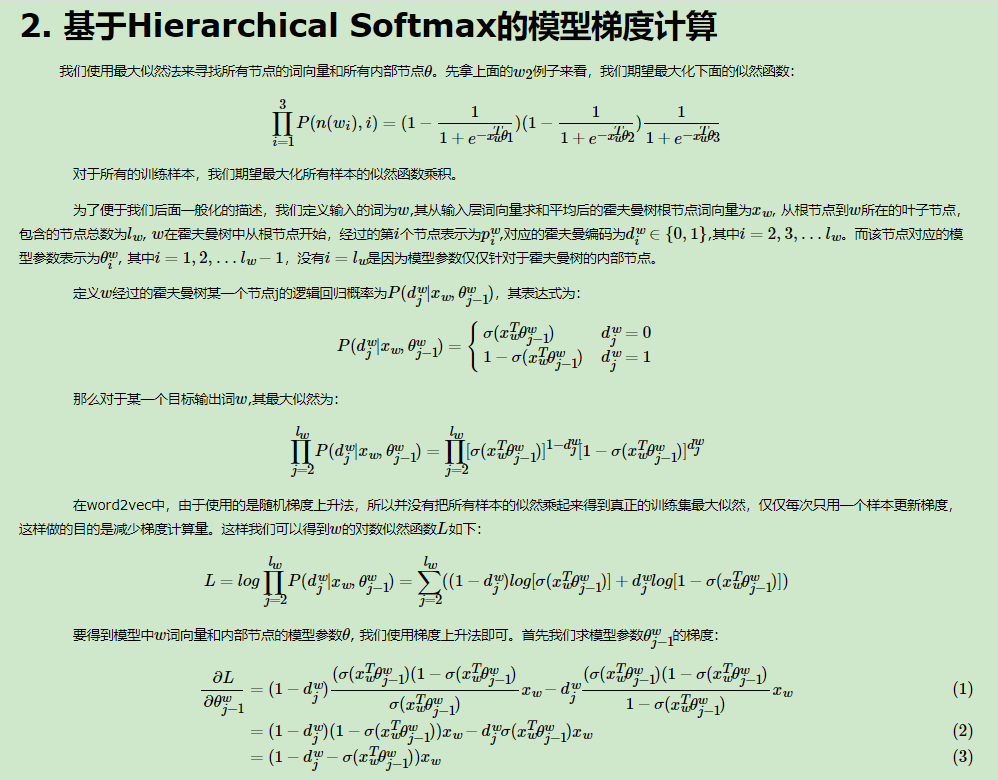 2. 基于Hierarchical Softmax的模型梯度计算
我们使用最大似然法来寻找所有节点的词向量和所有内部节点$\theta$。先拿上面的$w_2$例子来看，我们期望最大化下面的似然函数：
$\prod_{i=1}^{3} P(n(w_i), i) = (1 - \frac{1}{1+e^{-x_w^T\theta_1}})(1 - \frac{1}{1+e^{-x_w^T\theta_2}})\frac{1}{1+e^{-x_w^T\theta_3}}$
对于所有的训练样本，我们期望最大化所有样本的似然函数乘积。
为了便于我们后面一般化的描述，我们定义输入的词为$w$,其从输入层词向量求和平均后的霍夫曼树根节点词向量为$x_w$, 从根节点到$w$所在的叶子节点，
包含的节点总数为$l_w$, $w$在霍夫曼树中从根节点开始，经过的第$i$个节点表示为$p_i^w$,对应的霍夫曼编码为$d_i^w \in \{0, 1\}$,其中$i = 2, 3, \ldots l_w$。而该节点对应的模
型参数表示为$\theta_i^w$, 其中$i = 1, 2, \ldots l_w - 1$，没有$i = l_w$是因为模型参数仅仅针对于霍夫曼树的内部节点。
定义$w$经过的霍夫曼树某一个节点j的逻辑回归概率为$P(d_j^w|x_w, \theta_{j-1}^w)$，其表达式为：
$P(d_j^w|x_w, \theta_{j-1}^w) = \begin{cases} \sigma(x_w^T\theta_{j-1}^w) & d_j^w = 0 \\ 1 - \sigma(x_w^T\theta_{j-1}^w) & d_j^w = 1 \end{cases}$
那么对于某一个目标输出词$w$,其最大似然为：
$\prod_{j=2}^{l_w} P(d_j^w|x_w, \theta_{j-1}^w) = \prod_{j=2}^{l_w} [\sigma(x_w^T\theta_{j-1}^w)]^{1-d_j^w}[1 - \sigma(x_w^T\theta_{j-1}^w)]^{d_j^w}$
在word2vec中，由于使用的是随机梯度上升法，所以并没有把所有样本的似然乘起来得到真正的训练集最大似然，仅仅每次只用一个样本更新梯度，
这样做的目的是减少梯度计算量。这样我们可以得到$w$的对数似然函数$L$如下：
$L = log \prod_{j=2}^{l_w} P(d_j^w|x_w, \theta_{j-1}^w) = \sum_{j=2}^{l_w} ((1 - d_j^w)log[\sigma(x_w^T\theta_{j-1}^w)] + d_j^w log[1 - \sigma(x_w^T\theta_{j-1}^w)])$
要得到模型中$w$词向量和内部节点的模型参数$\theta$, 我们使用梯度上升法即可。首先我们求模型参数$\theta_{j-1}^w$的梯度：
$\frac{\partial L}{\partial \theta_{j-1}^w} = (1 - d_j^w)\frac{(\sigma(x_w^T\theta_{j-1}^w)(1 - \sigma(x_w^T\theta_{j-1}^w)}{\sigma(x_w^T\theta_{j-1}^w)}x_w - d_j^w\frac{(\sigma(x_w^T\theta_{j-1}^w)(1 - \sigma(x_w^T\theta_{j-1}^w)}{1 - \sigma(x_w^T\theta_{j-1}^w)}x_w$ (1)
$= (1 - d_j^w)(1 - \sigma(x_w^T\theta_{j-1}^w))x_w - d_j^w\sigma(x_w^T\theta_{j-1}^w)x_w$ (2)
$= (1 - d_j^w - \sigma(x_w^T\theta_{j-1}^w))x_w$ (3)